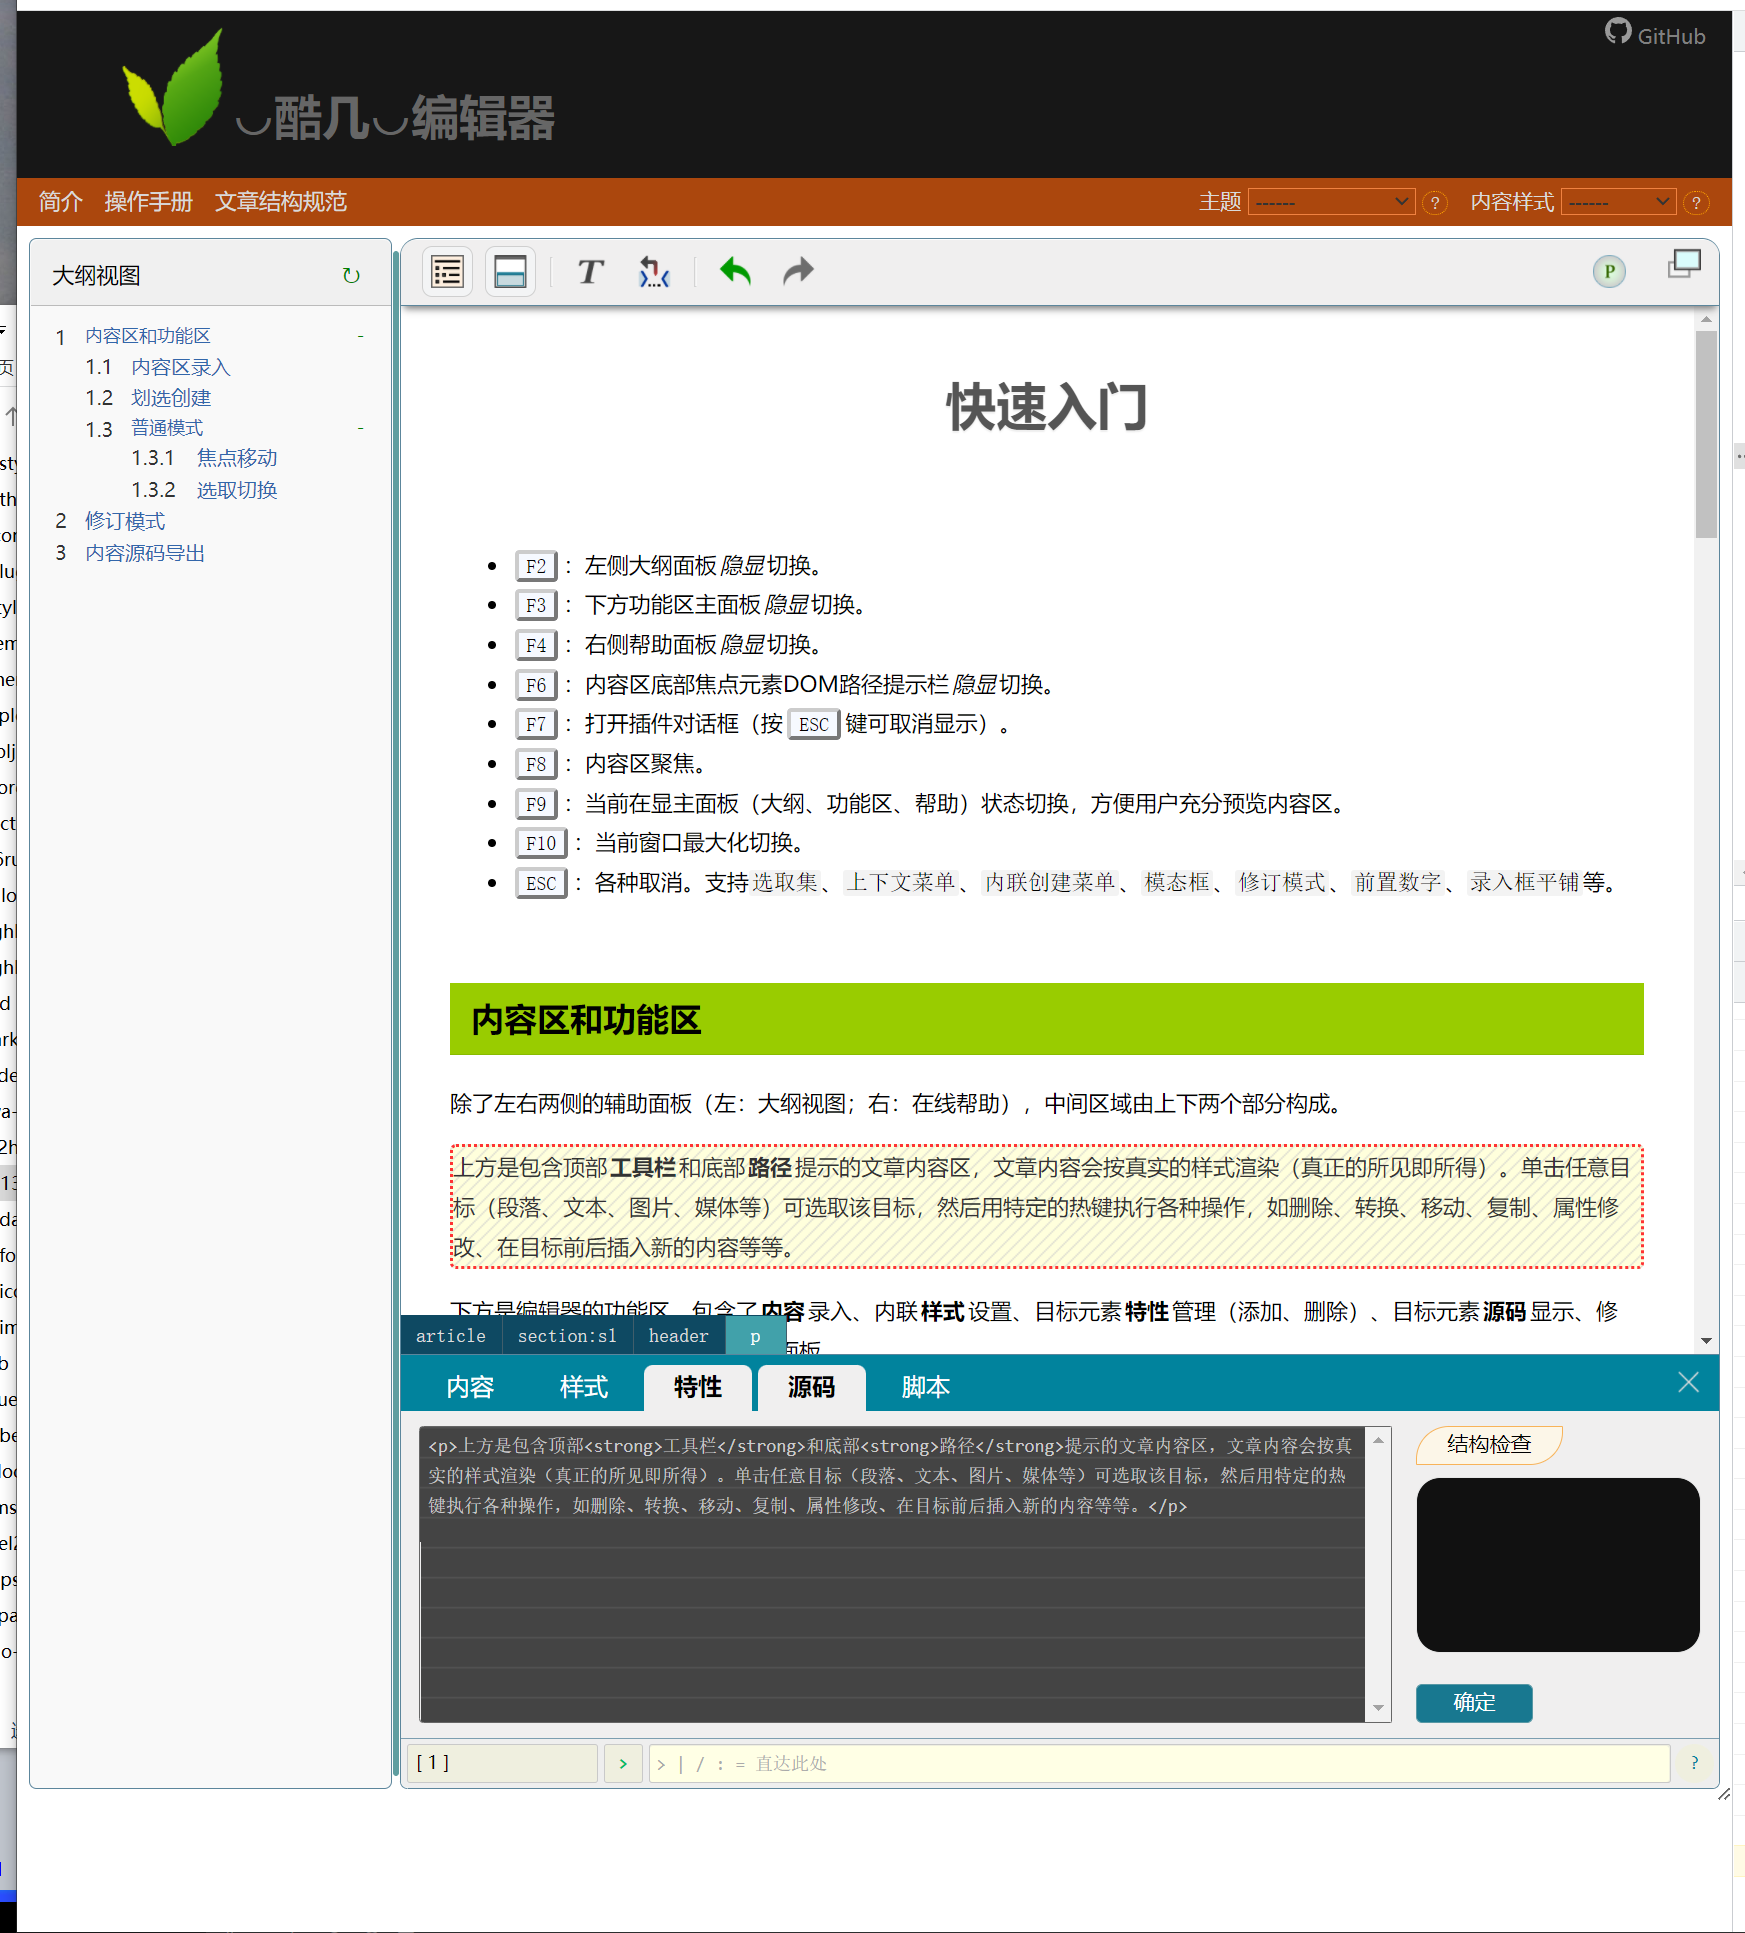 GitHub
◡酷几◡编辑器
简介 操作手册 文章结构规范 主题 ------ ? 内容样式 ------ ?
大纲视图 ↻
1 内容区和功能区 -
1.1 内容区录入
1.2 划选创建
1.3 普通模式 -
1.3.1 焦点移动
1.3.2 选取切换
2 修订模式
3 内容源码导出
T P
快速入门
• F2 : 左侧大纲面板隐显切换。
• F3 : 下方功能区主面板隐显切换。
• F4 : 右侧帮助面板隐显切换。
• F6 : 内容区底部焦点元素DOM路径提示栏隐显切换。
• F7 : 打开插件对话框（按 ESC 键可取消显示）。
• F8 : 内容区聚焦。
• F9 : 当前在显主面板（大纲、功能区、帮助）状态切换，方便用户充分预览内容区。
• F10 : 当前窗口最大化切换。
• ESC : 各种取消。支持选取集、上下文菜单、内联创建菜单、模态框、修订模式、前置数字、录入框平铺等。
内容区和功能区
除了左右两侧的辅助面板（左：大纲视图；右：在线帮助），中间区域由上下两个部分构成。
上方是包含顶部工具栏和底部路径提示的文章内容区，文章内容会按真实的样式渲染（真正的所见即所得）。单击任意目
标（段落、文本、图片、媒体等）可选取该目标，然后用特定的热键执行各种操作，如删除、转换、移动、复制、属性修
改、在目标前后插入新的内容等等。
下方是编辑器的功能区，包含了内容录入、内联样式设置、目标元素特性管理（添加、删除）、目标元素源码显示、修
面板
article section:s1 header p
内容 样式 特性 源码 脚本
<p>上方是包含顶部<strong>工具栏</strong>和底部<strong>路径</strong>提示的文章内容区，文章内容会按真
实的样式渲染（真正的所见即所得）。单击任意目标（段落、文本、图片、媒体等）可选取该目标，然后用特定的热
键执行各种操作，如删除、转换、移动、复制、属性修改、在目标前后插入新的内容等等。</p>
结构检查
确定
[1] > > | / : = 直达此处 ?